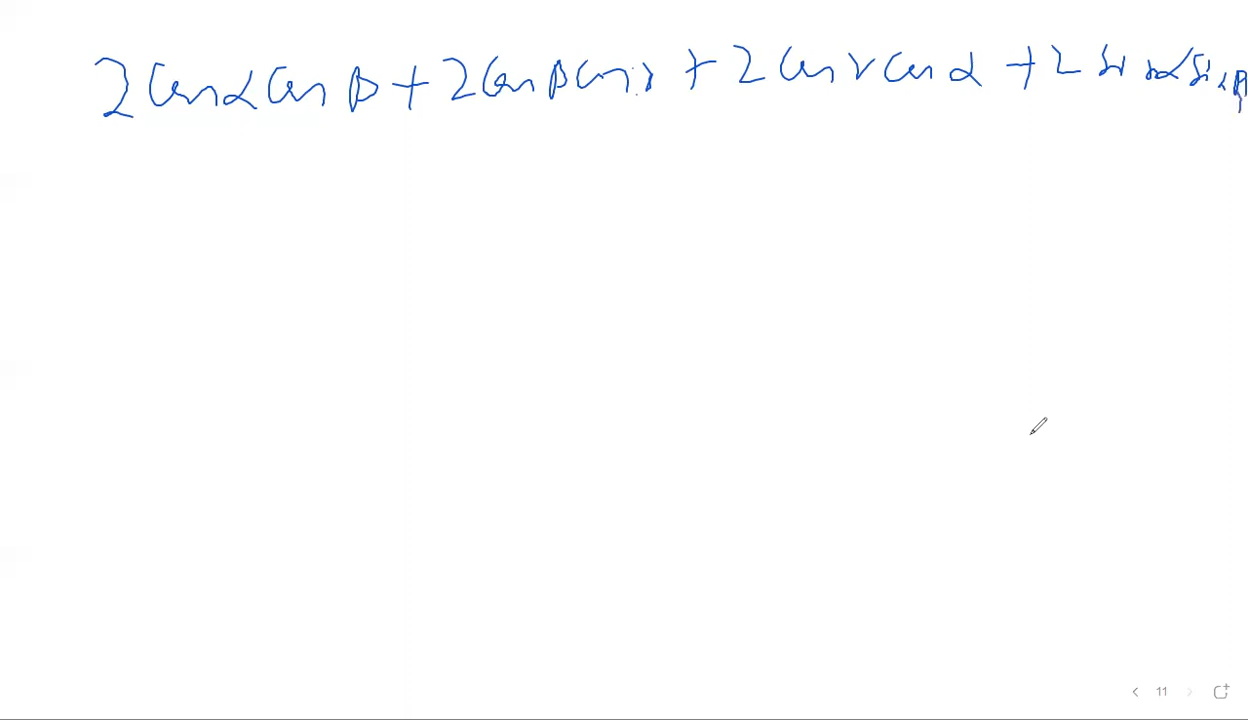 2 Cos α Cos β + 2 Cos β Cos γ + 2 Cos γ Cos α + 2 Sin α Sin β
11